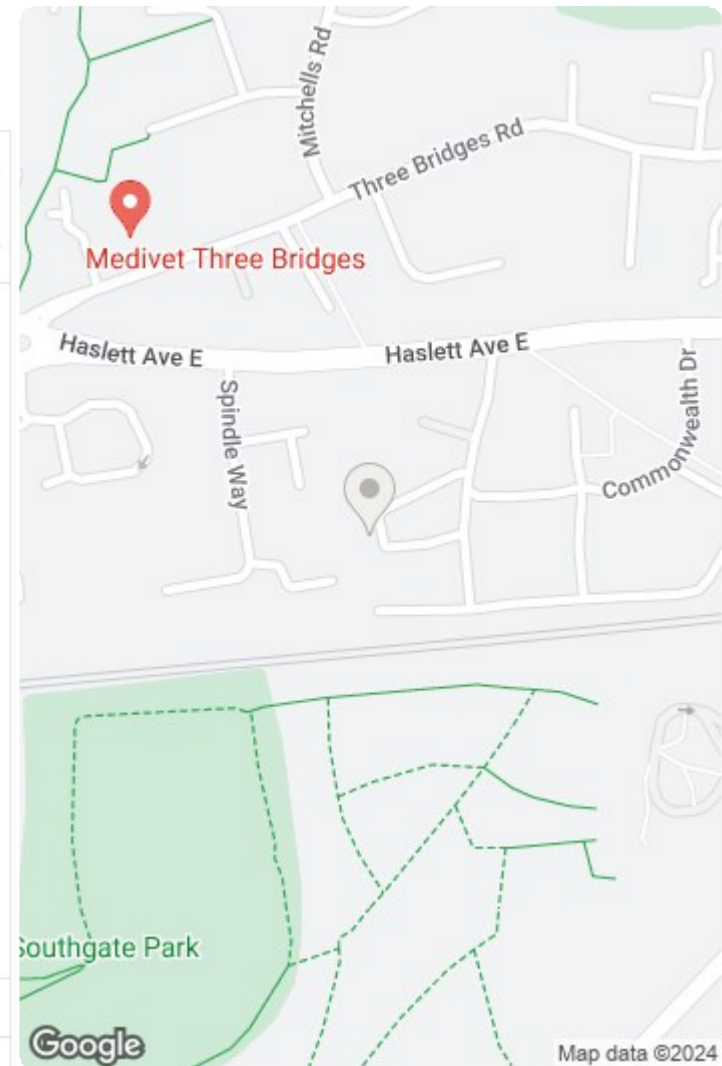 Mitchells Rd
Three Bridges Rd
Medivet Three Bridges
Haslett Ave E
Haslett Ave E
Spindle Way
Commonwealth Dr
Southgate Park
Google
Map data ©2024